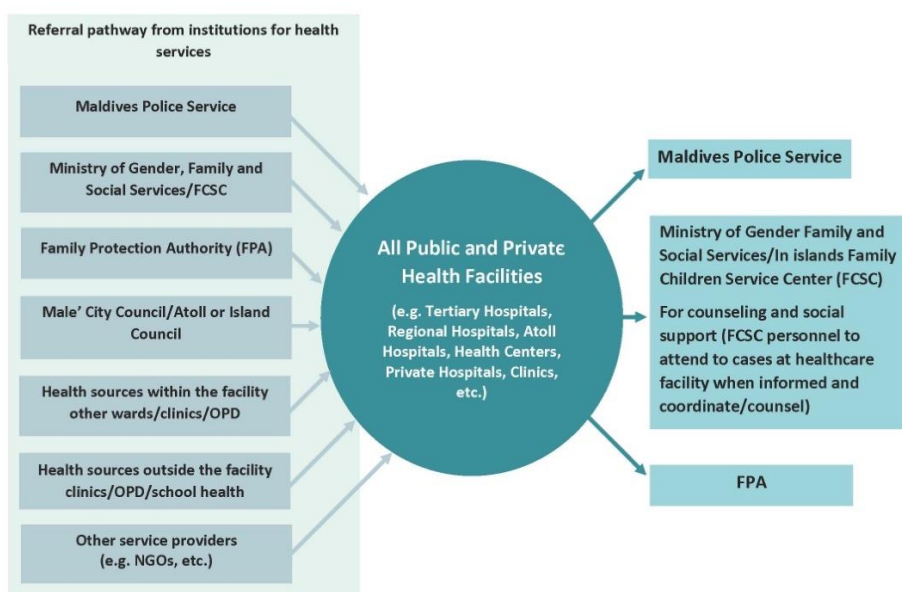 Referral pathway from institutions for health
services
Maldives Police Service
Ministry of Gender, Family and
Social Services/FCSC
Family Protection Authority (FPA)
Male’ City Council/Atoll or Island
Council
Health sources within the facility
other wards/clinics/OPD
Health sources outside the facility
clinics/OPD/school health
Other service providers
(e.g. NGOs, etc.)
All Public and Private
Health Facilities
(e.g. Tertiary Hospitals,
Regional Hospitals, Atoll
Hospitals, Health Centers,
Private Hospitals, Clinics,
etc.)
Maldives Police Service
Ministry of Gender Family and
Social Services/In islands Family
Children Service Center (FCSC)
For counseling and social
support (FCSC personnel to
attend to cases at healthcare
facility when informed and
coordinate/counsel)
FPA